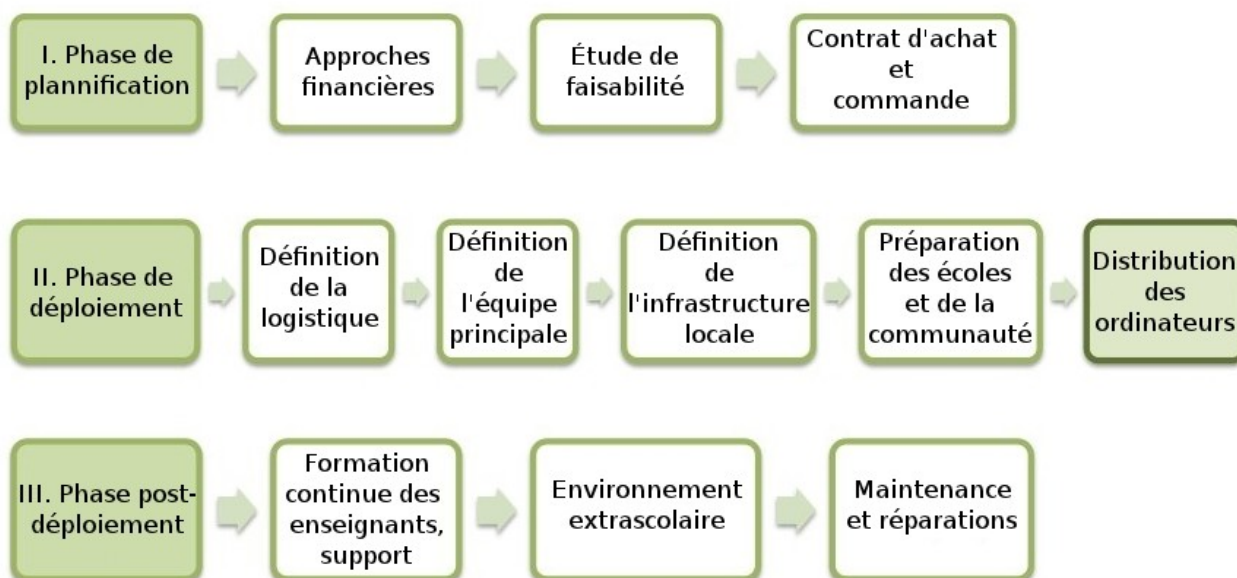 I. Phase de
plannification
Approches
financières
Étude de
faisabilité
Contrat d'achat
et
commande
II. Phase de
déploiement
Définition
de la
logistique
Définition
de
l'équipe
principale
Définition
de
l'infrastructure
locale
Préparation
des écoles
et de la
communauté
Distribution
des
ordinateurs
III. Phase post-
déploiement
Formation
continue des
enseignants,
support
Environnement
extrascolaire
Maintenance
et réparations